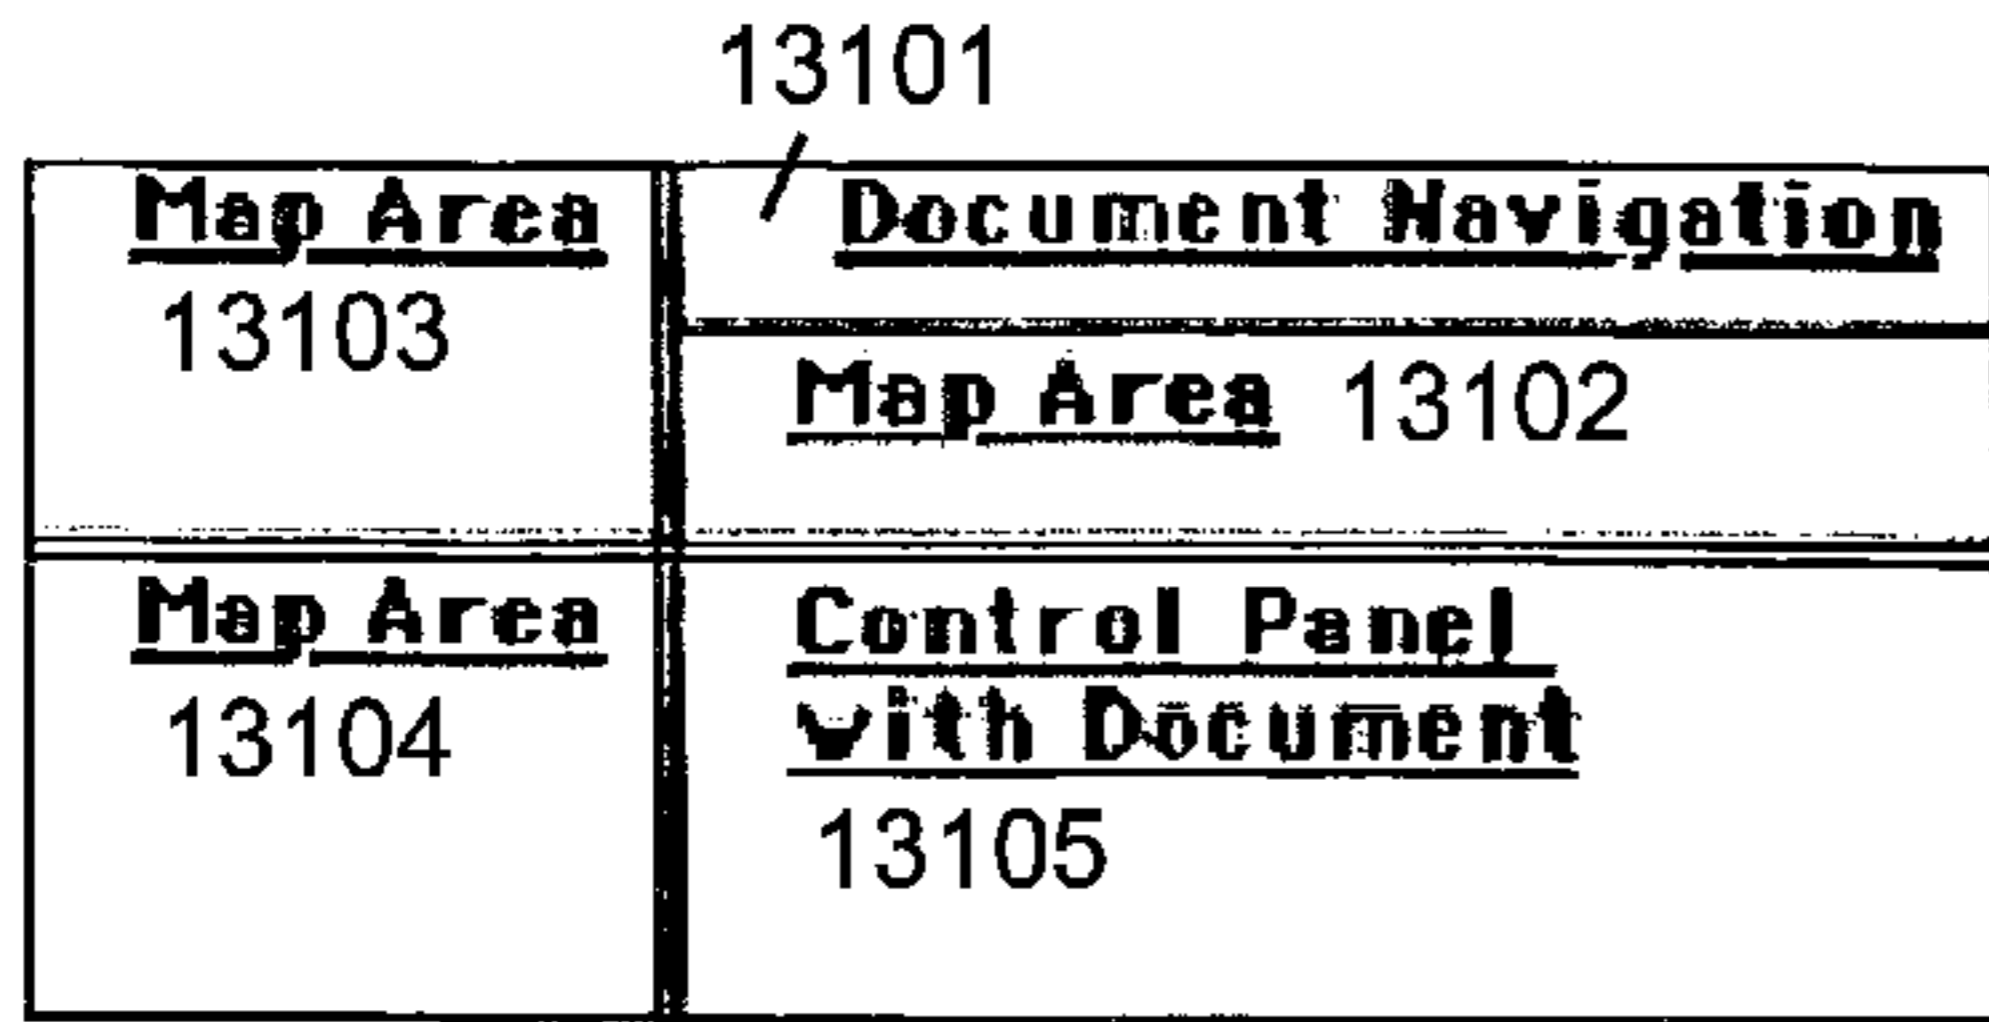 13101
Map Area
13103
Document Navigation
Map Area 13102
Map Area
13104
Control Panel
with Document
13105